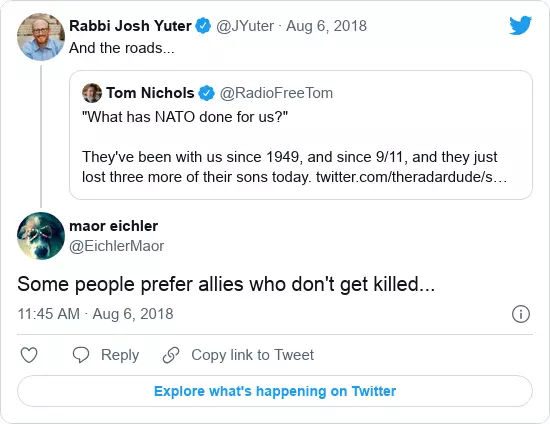 Rabbi Josh Yuter @JYuter · Aug 6, 2018
And the roads...
Tom Nichols @RadioFreeTom
"What has NATO done for us?"
They've been with us since 1949, and since 9/11, and they just
lost three more of their sons today. twitter.com/theradardude/s…
maor eichler
@EichlerMaor
Some people prefer allies who don't get killed...
11:45 AM · Aug 6, 2018
Reply Copy link to Tweet
Explore what's happening on Twitter